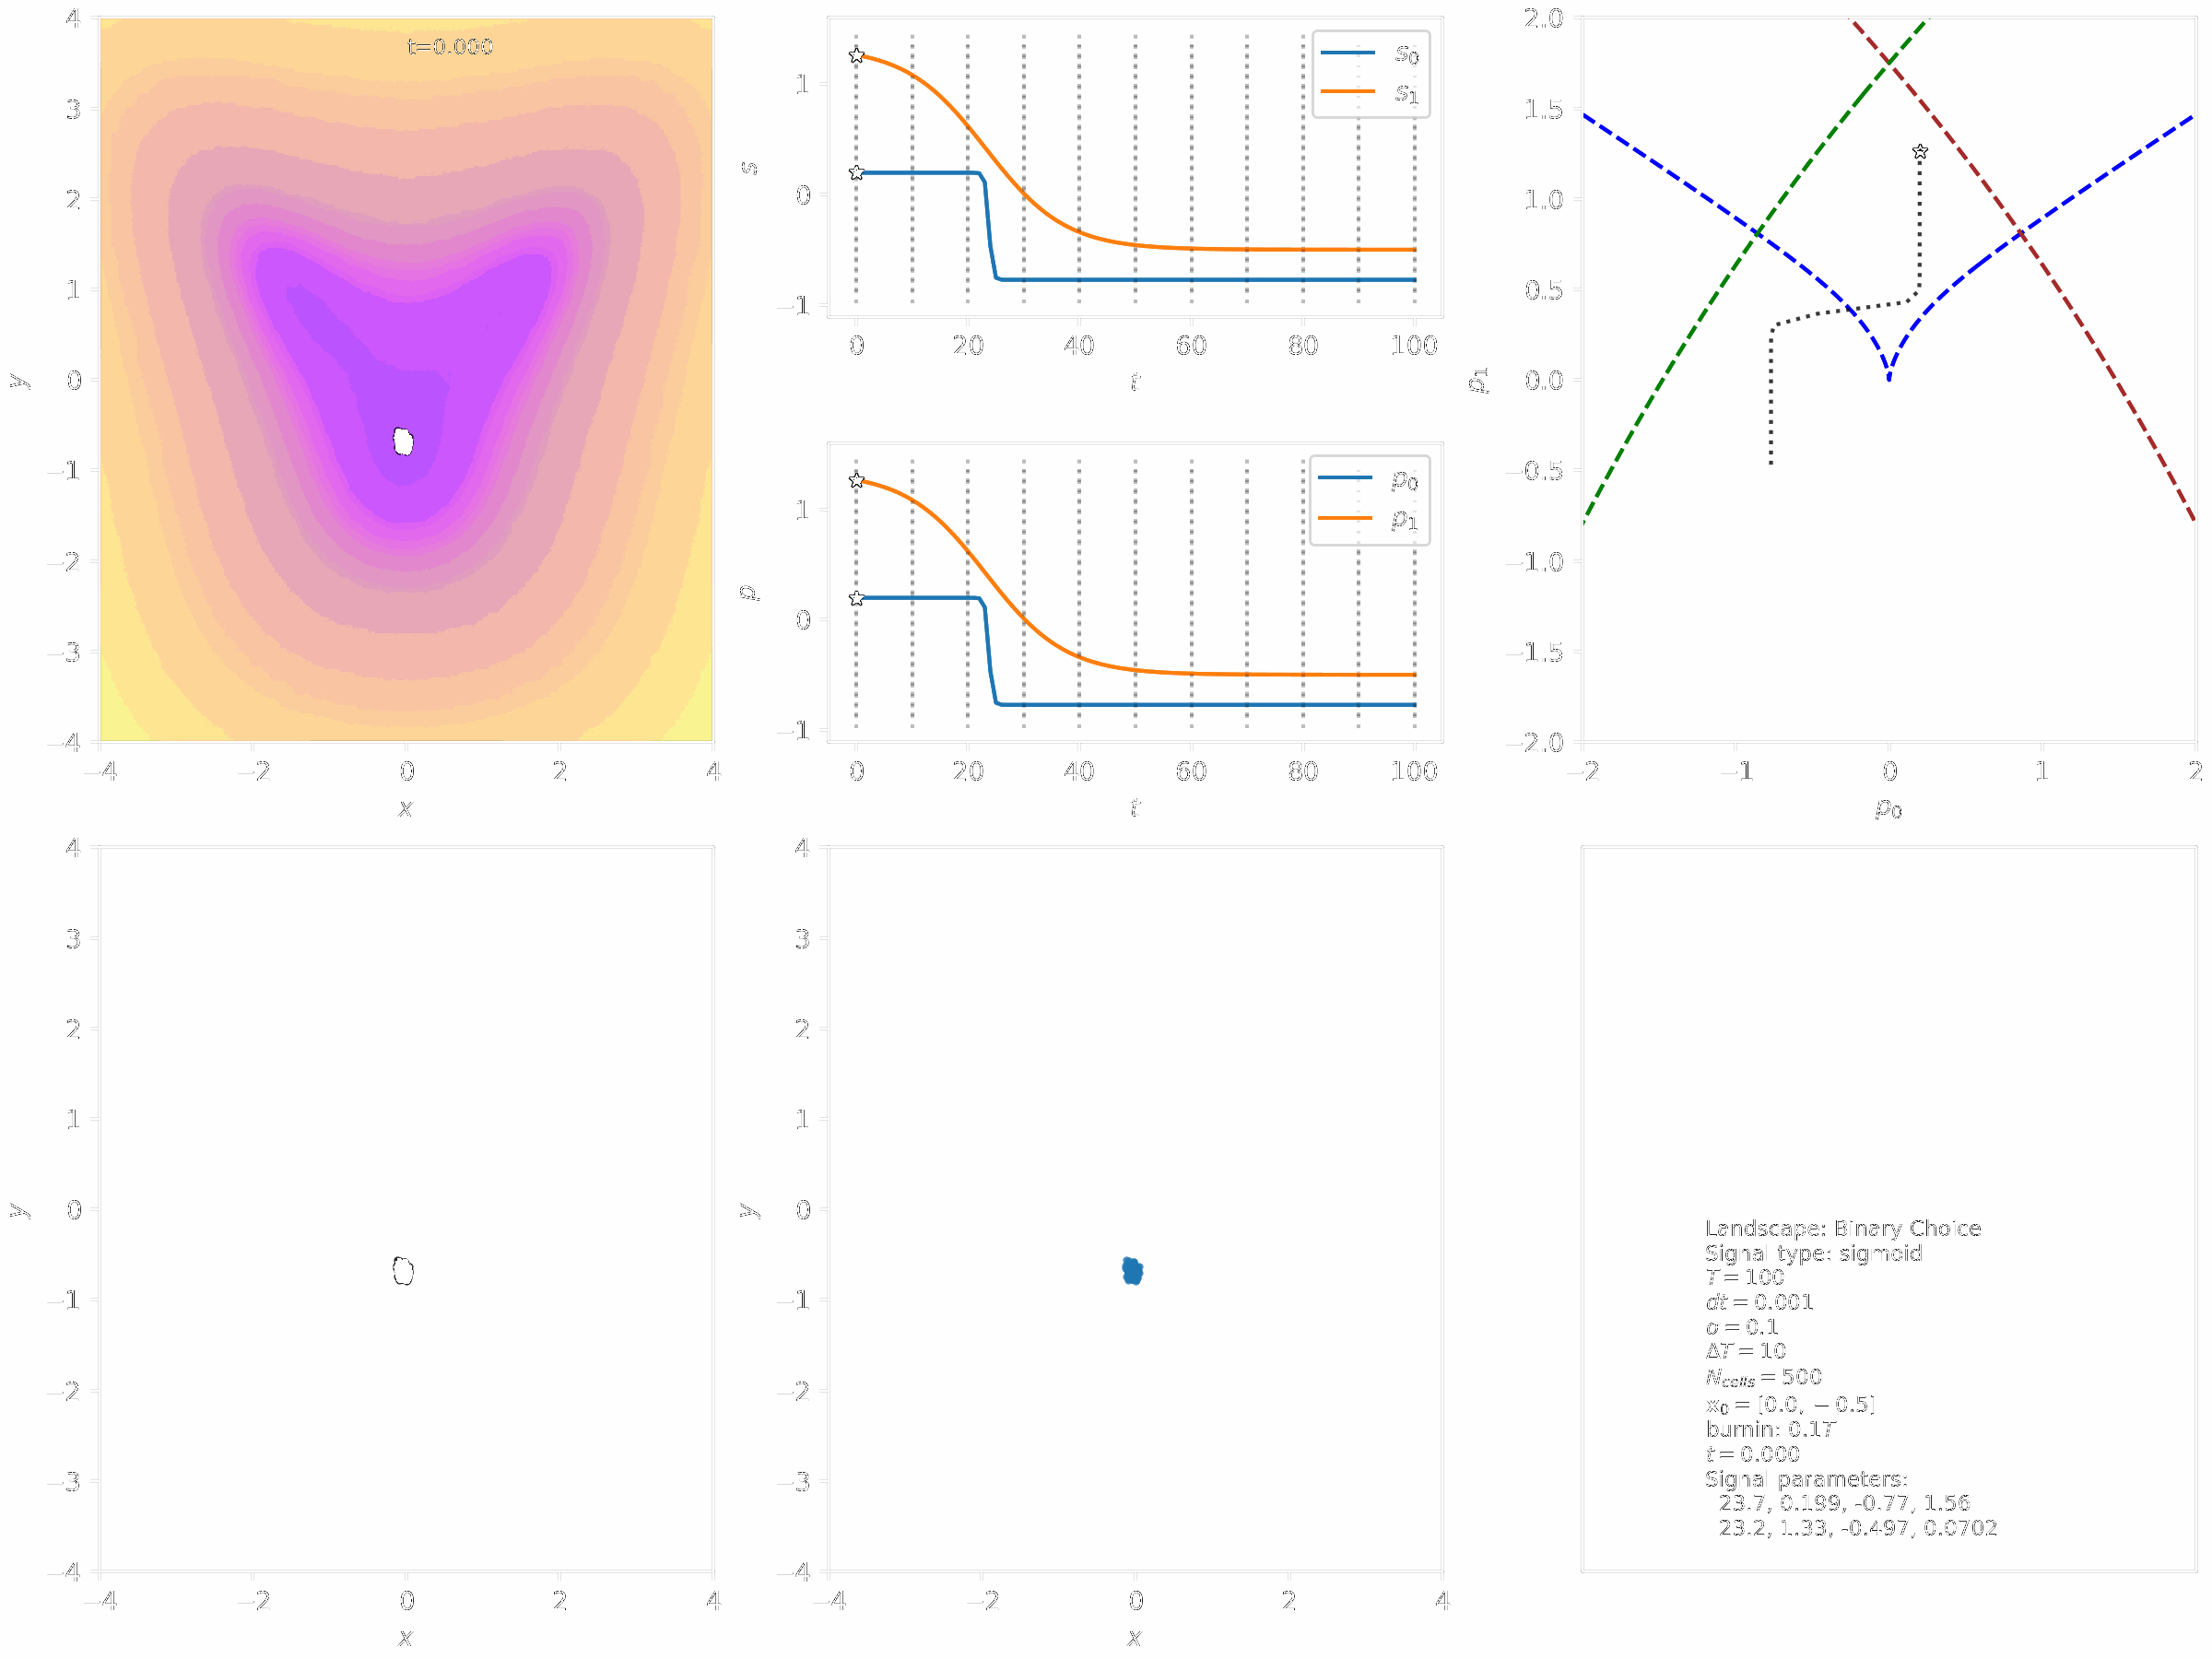 4
3
2
1
0
−1
−2
−3
−4
y
t=0.000
−4 −2 0 2 4
x
1
0
−1
s
s0
s1
0 20 40 60 80 100
t
1
0
−1
p
p0
p1
0 20 40 60 80 100
t
2.0
1.5
1.0
0.5
0.0
−0.5
−1.0
−1.5
−2.0
p1
−2 −1 0 1 2
p0
4
3
2
1
0
−1
−2
−3
−4
y
−4 −2 0 2 4
x
4
3
2
1
0
−1
−2
−3
−4
y
−4 −2 0 2 4
x
Landscape: Binary Choice
Signal type: sigmoid
T = 100
dt = 0.001
σ = 0.1
ΔT = 10
Ncells = 500
x0 = [0.0, − 0.5]
burnin: 0.1T
t = 0.000
Signal parameters:
23.7, 0.199, -0.77, 1.56
23.2, 1.33, -0.497, 0.0702